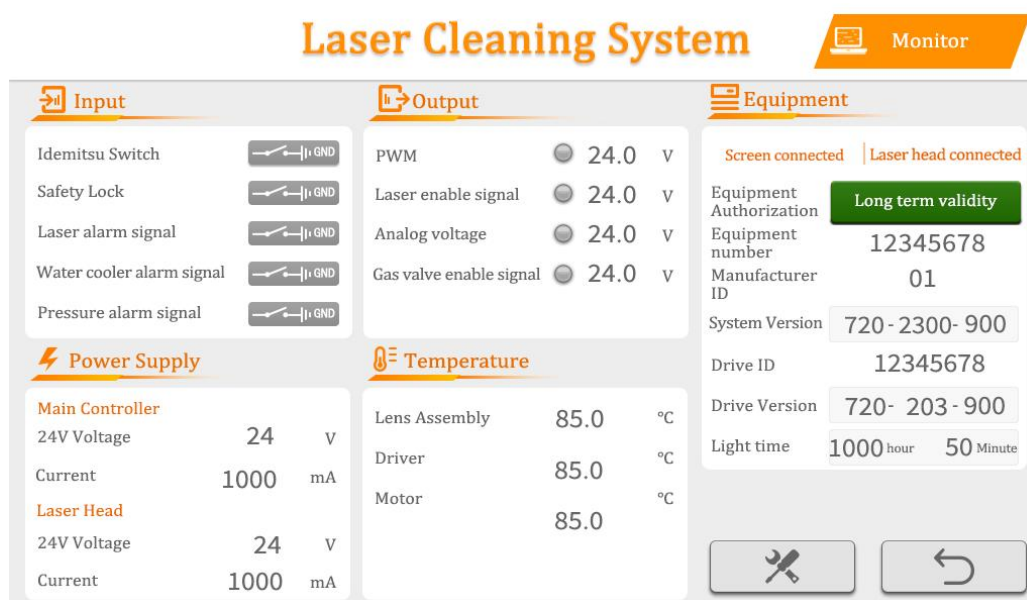 Laser Cleaning System
Monitor
Input
Idemitsu Switch GND
Safety Lock GND
Laser alarm signal GND
Water cooler alarm signal GND
Pressure alarm signal GND
Output
PWM 24.0 V
Laser enable signal 24.0 V
Analog voltage 24.0 V
Gas valve enable signal 24.0 V
Equipment
Screen connected Laser head connected
Equipment
Authorization Long term validity
Equipment
number 12345678
Manufacturer
ID 01
System Version 720-2300-900
Drive ID 12345678
Drive Version 720- 203-900
Light time 1000 hour 50 Minute
Power Supply
Main Controller
24V Voltage 24 V
Current 1000 mA
Laser Head
24V Voltage 24 V
Current 1000 mA
Temperature
Lens Assembly 85.0 °C
Driver 85.0 °C
Motor 85.0 °C